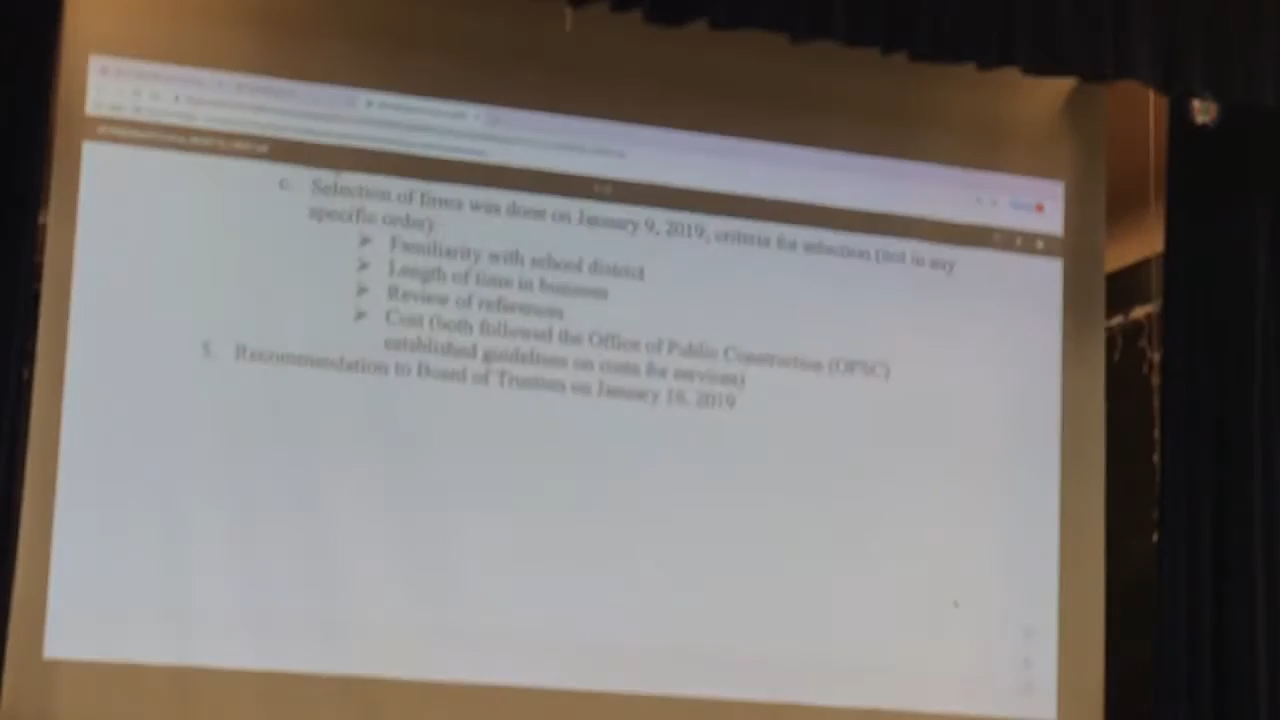 c. Selection of firms was done on January 9, 2019; criteria for selection (not in any
specific order):
➤ Familiarity with school district
➤ Length of time in business
➤ Review of references
➤ Cost (both followed the Office of Public Construction (OPSC)
established guidelines on costs for services)
5. Recommendation to Board of Trustees on January 16, 2019